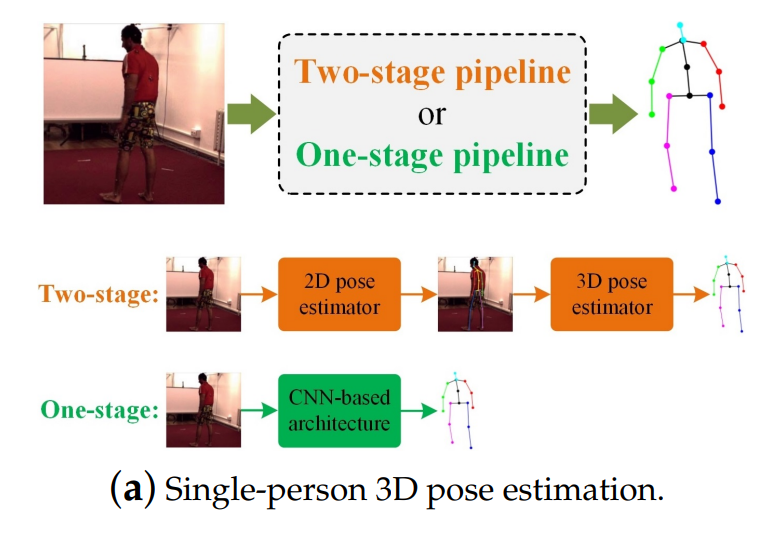 Two-stage pipeline
or
One-stage pipeline
Two-stage:
2D pose
estimator
3D pose
estimator
One-stage:
CNN-based
architecture
(a) Single-person 3D pose estimation.